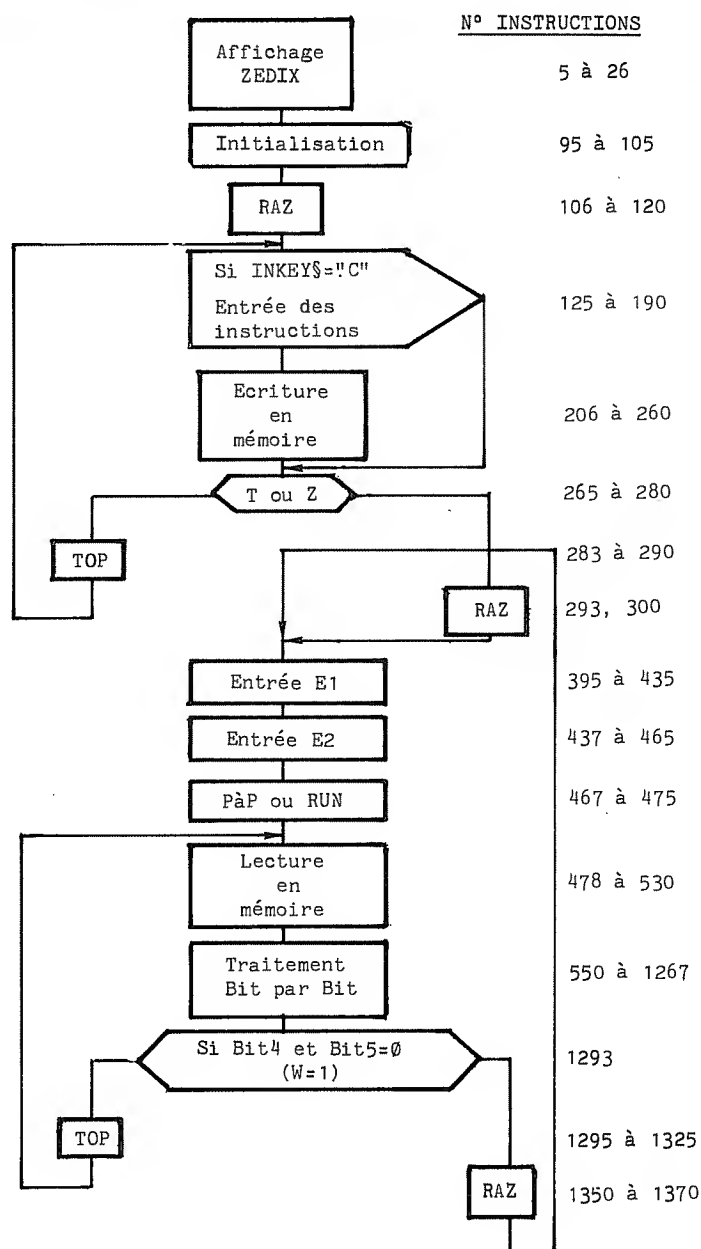 N° INSTRUCTIONS
Affichage
ZEDIX
5 à 26
Initialisation
95 à 105
RAZ
106 à 120
Si INKEY§="C"
Entrée des
instructions
125 à 190
Ecriture
en
mémoire
206 à 260
T ou Z
265 à 280
TOP
283 à 290
RAZ
293, 300
Entrée E1
395 à 435
Entrée E2
437 à 465
PàP ou RUN
467 à 475
Lecture
en
mémoire
478 à 530
Traitement
Bit par Bit
550 à 1267
Si Bit4 et Bit5=Ø
(W=1)
1293
TOP
1295 à 1325
RAZ
1350 à 1370